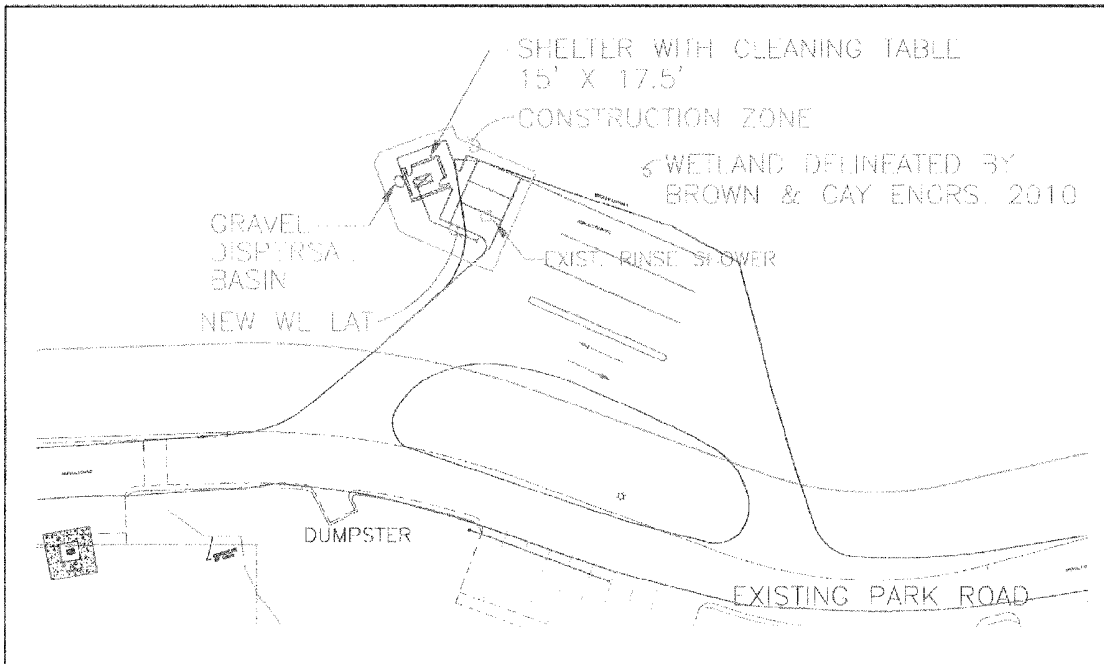 SHELTER WITH CLEANING TABLE
15' X 17.5'
CONSTRUCTION ZONE
WETLAND DELINEATED BY
BROWN & GAY ENGRS. 2010
GRAVEL
DISPERSAL
BASIN
EXIST. RINSE SHOWER
NEW WL LAT
DUMPSTER
EXISTING PARK ROAD